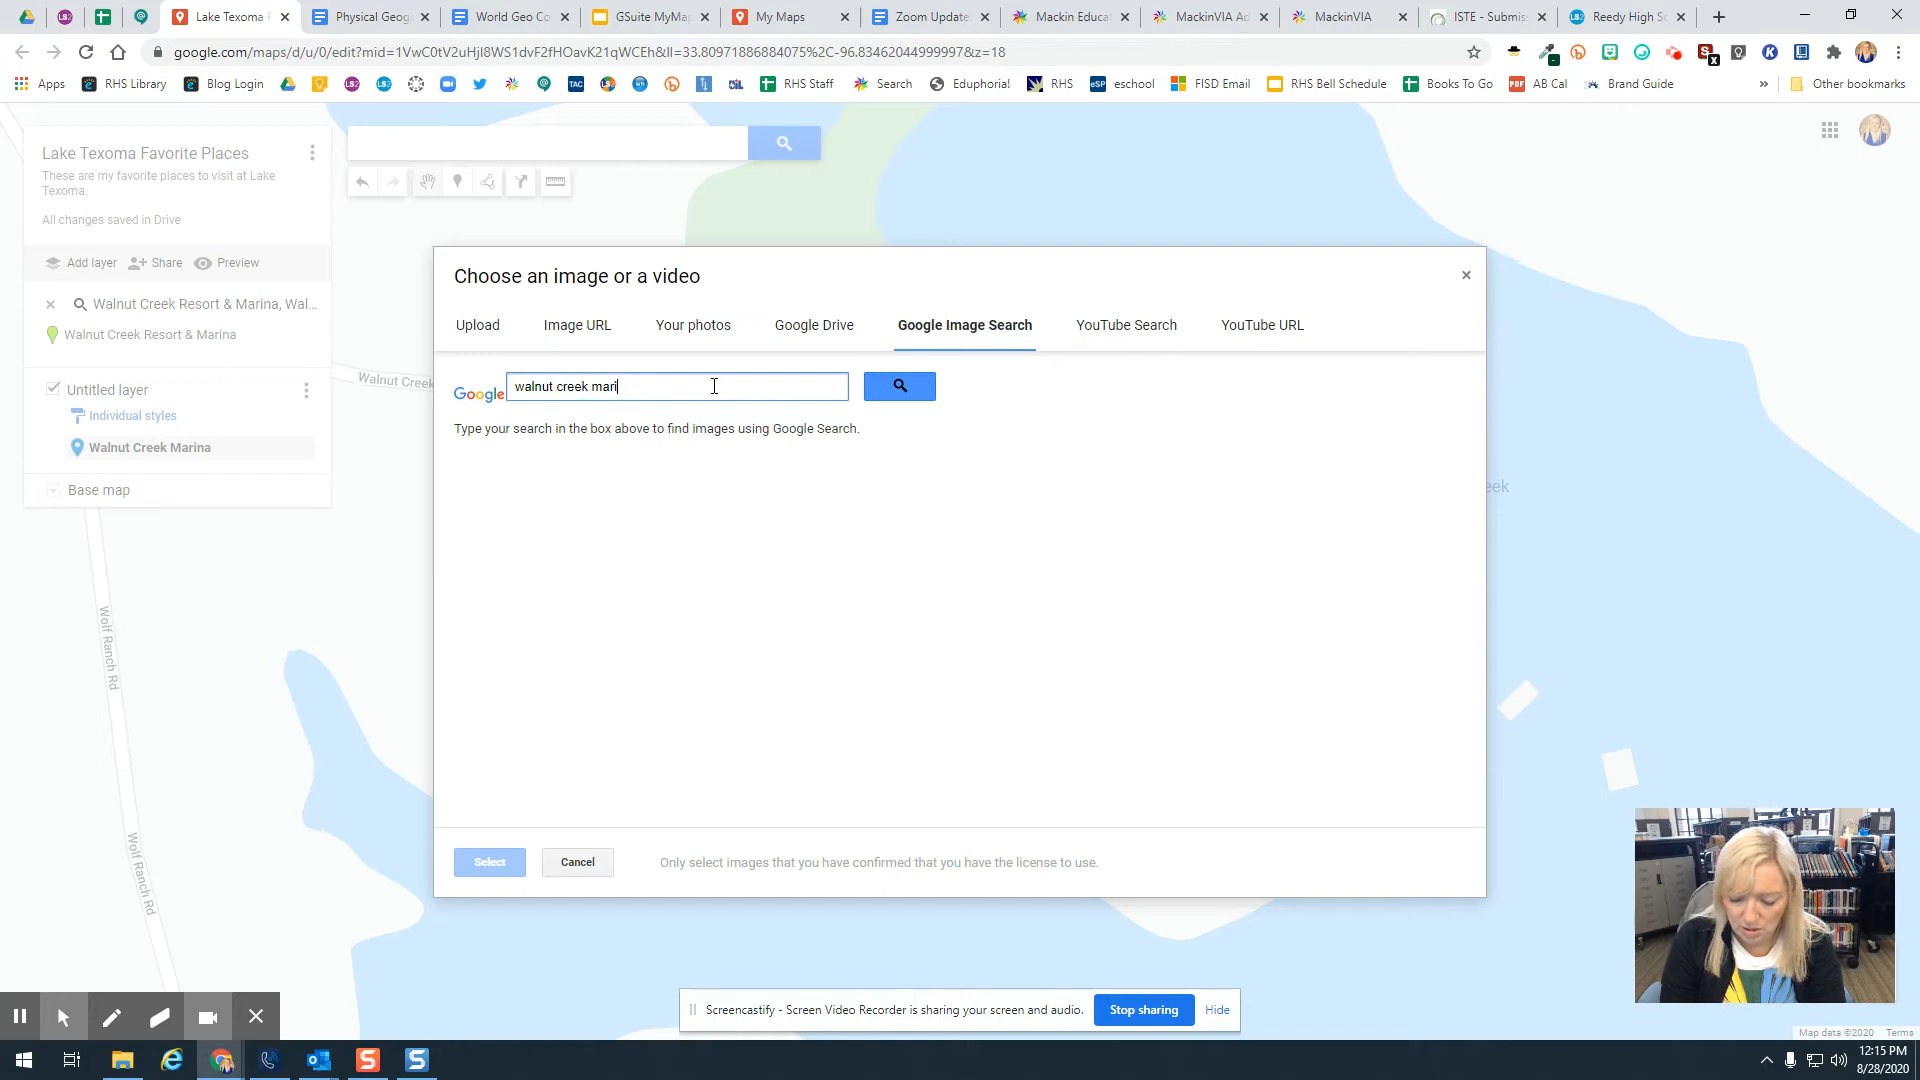 Lake Texoma F
Physical Geog
World Geo Co
GSuite MyMa
My Maps
Zoom Update
Mackin Educa
MackinVIA Ad
MackinVIA
ISTE - Submis
Reedy High Sc
google.com/maps/d/u/0/edit?mid=1VwC0tV2uHjl8WS1dvF2fHOavK21qWCEh&ll=33.80971886884075%2C-96.83462044999997&z=18
Apps
RHS Library
Blog Login
RHS Staff
Search
Eduphoria!
RHS
eschool
FISD Email
RHS Bell Schedule
Books To Go
AB Cal
Brand Guide
Other bookmarks
Lake Texoma Favorite Places
These are my favorite places to visit at Lake
Texoma.
All changes saved in Drive
Add layer
Share
Preview
Walnut Creek Resort & Marina, Wal...
Walnut Creek Resort & Marina
Untitled layer
Individual styles
Walnut Creek Marina
Base map
Walnut Creek
Wolf Ranch Rd
Wolf Ranch Rd
eek
Choose an image or a video
Upload
Image URL
Your photos
Google Drive
Google Image Search
YouTube Search
YouTube URL
Google
walnut creek mari
Type your search in the box above to find images using Google Search.
Select
Cancel
Only select images that you have confirmed that you have the license to use.
Screencastify - Screen Video Recorder is sharing your screen and audio.
Stop sharing
Hide
Map data ©2020
Terms
12:15 PM
8/28/2020